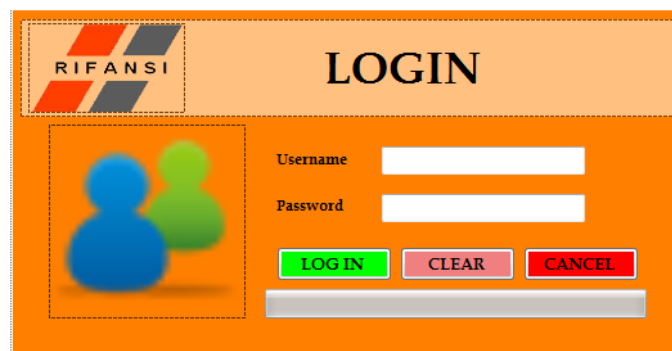 RIFANSI
LOGIN
Username
Password
LOG IN CLEAR CANCEL